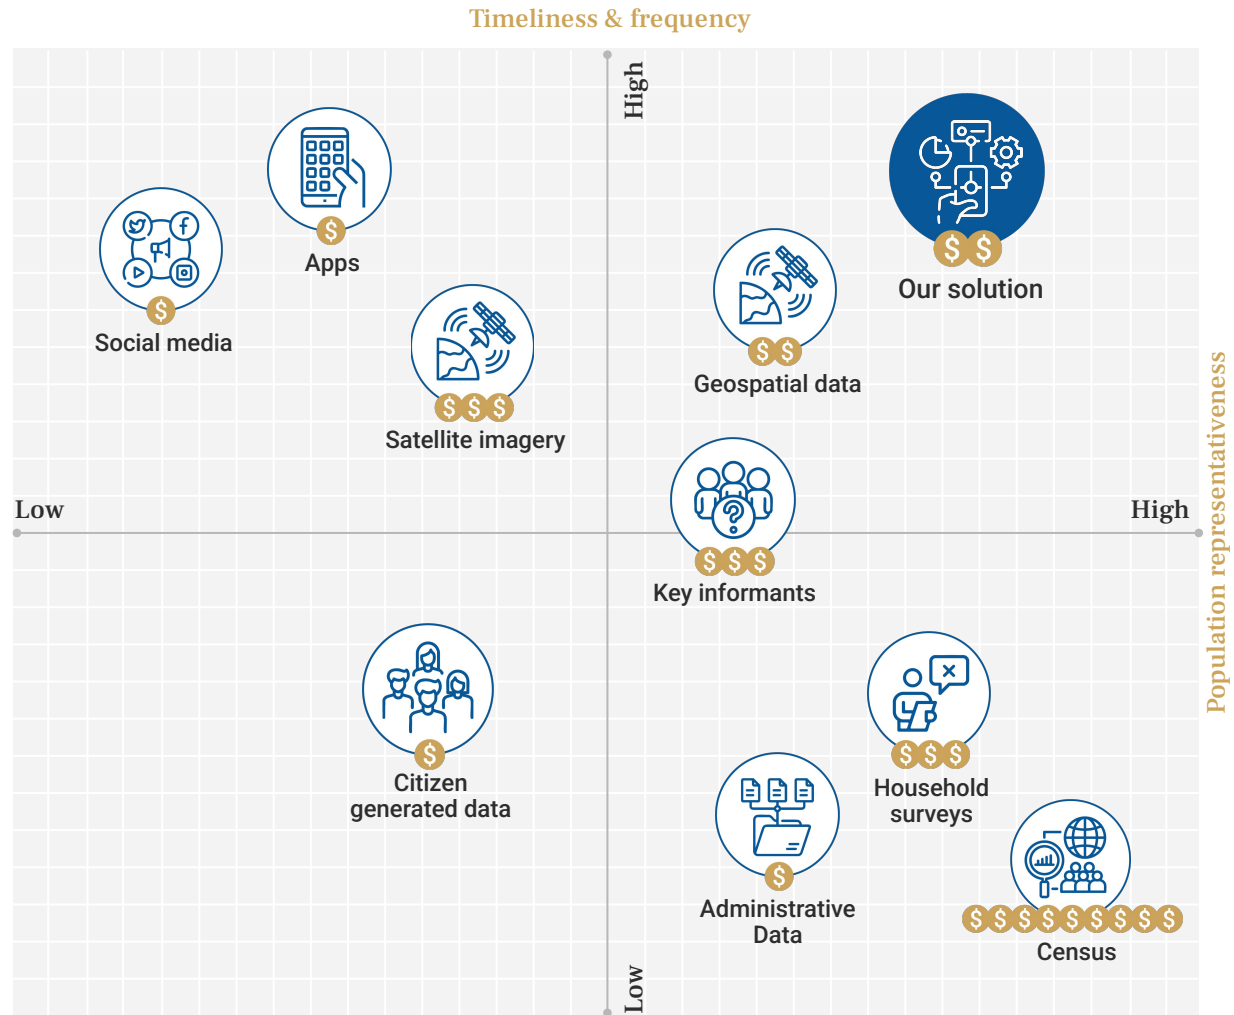 Timeliness & frequency
High
Apps
$
Social media
$
Our solution
$ $
Geospatial data
$ $
Satellite imagery
$ $ $
Low
High
Population representativeness
?
Key informants
$ $ $
Citizen
generated data
$
Household
surveys
$ $ $
Administrative
Data
$
$ $ $ $ $ $ $ $ $
Census
Low